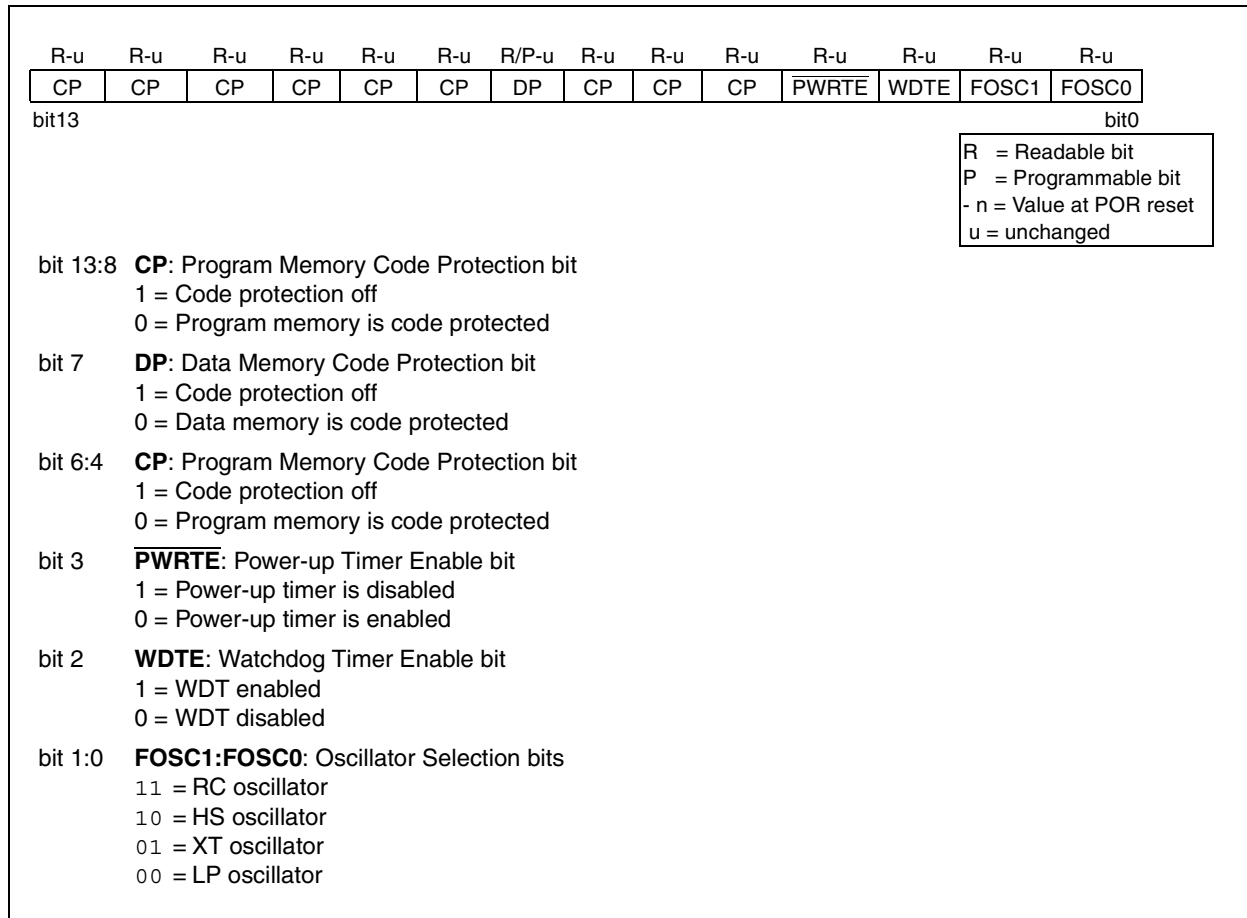 R-u R-u R-u R-u R-u R-u R/P-u R-u R-u R-u R-u R-u R-u R-u
CP CP CP CP CP CP DP CP CP CP PWRTE WDTE FOSC1 FOSC0
bit13 bit0
R = Readable bit
P = Programmable bit
- n = Value at POR reset
u = unchanged
bit 13:8 CP: Program Memory Code Protection bit
1 = Code protection off
0 = Program memory is code protected
bit 7 DP: Data Memory Code Protection bit
1 = Code protection off
0 = Data memory is code protected
bit 6:4 CP: Program Memory Code Protection bit
1 = Code protection off
0 = Program memory is code protected
bit 3 PWRTE: Power-up Timer Enable bit
1 = Power-up timer is disabled
0 = Power-up timer is enabled
bit 2 WDTE: Watchdog Timer Enable bit
1 = WDT enabled
0 = WDT disabled
bit 1:0 FOSC1:FOSC0: Oscillator Selection bits
11 = RC oscillator
10 = HS oscillator
01 = XT oscillator
00 = LP oscillator